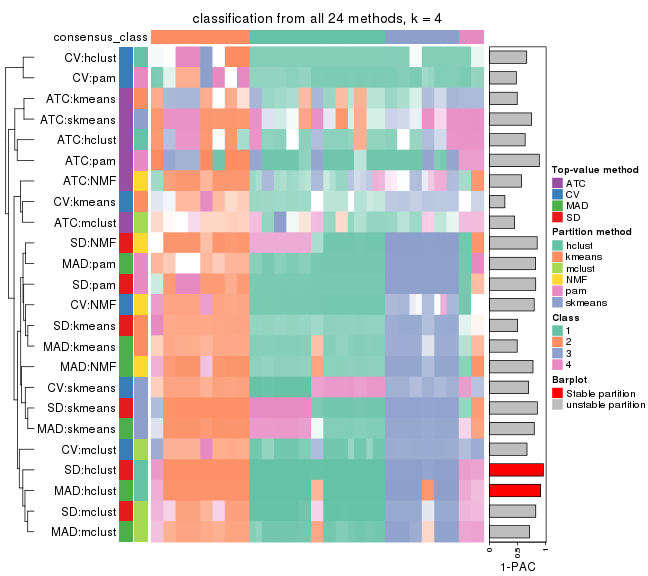 classification from all 24 methods, k = 4
consensus_class
CV:hclust
CV:pam
ATC:kmeans
ATC:skmeans
ATC:hclust
ATC:pam
ATC:NMF
CV:kmeans
ATC:mclust
SD:NMF
MAD:pam
SD:pam
CV:NMF
SD:kmeans
MAD:kmeans
MAD:NMF
CV:skmeans
SD:skmeans
MAD:skmeans
CV:mclust
SD:hclust
MAD:hclust
SD:mclust
MAD:mclust
0
0.5
1
1-PAC
Top-value method
ATC
CV
MAD
SD
Partition method
hclust
kmeans
mclust
NMF
pam
skmeans
Class
1
2
3
4
Barplot
Stable partition
unstable partition